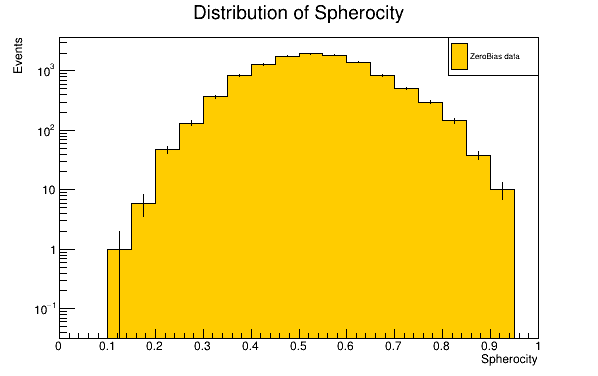 Distribution of Spherocity
Events
ZeroBias data
10³
10²
10
1
10⁻¹
0 0.1 0.2 0.3 0.4 0.5 0.6 0.7 0.8 0.9 1
Spherocity